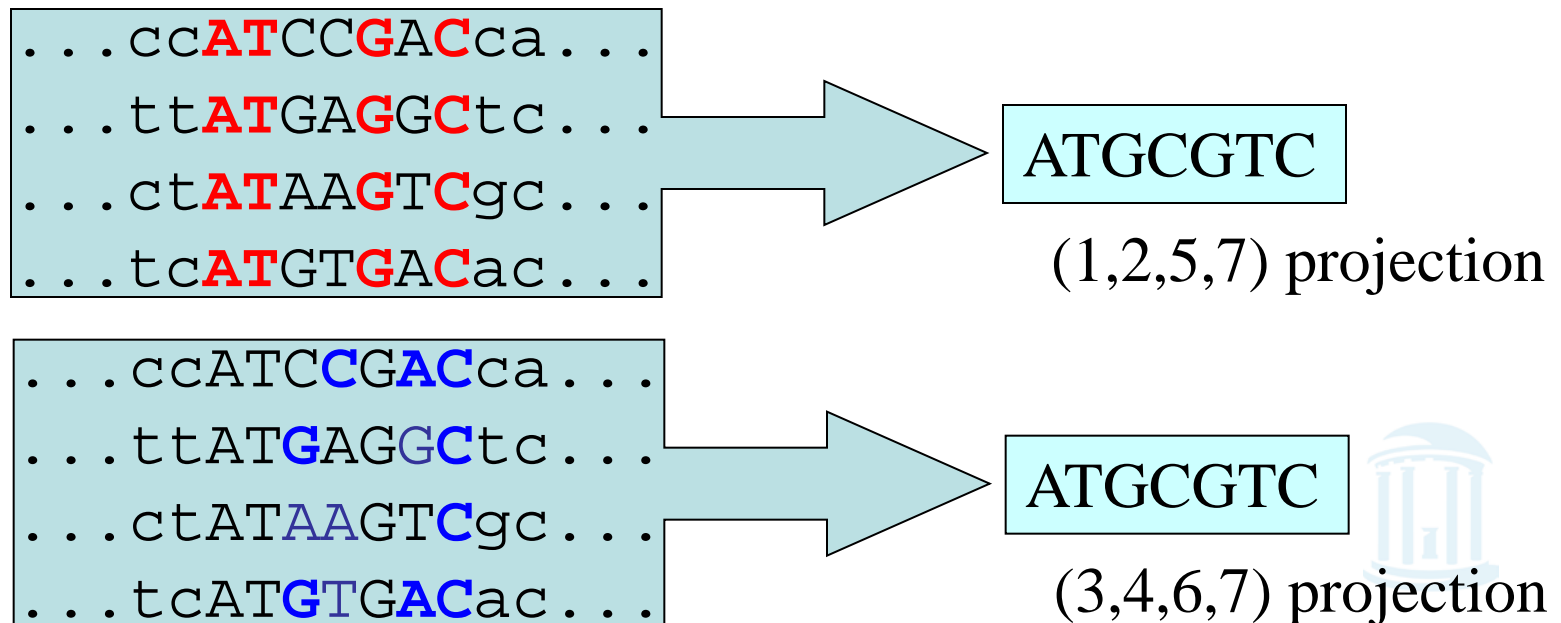 ...ccATCCGACca...
...ttATGAGGCtc...
...ctATAAGTCgc...
...tcATGTGACac...
ATGCGTC
(1,2,5,7) projection
...ccATCCGACca...
...ttATGAGGCtc...
...ctATAAGTCgc...
...tcATGTGACac...
ATGCGTC
(3,4,6,7) projection